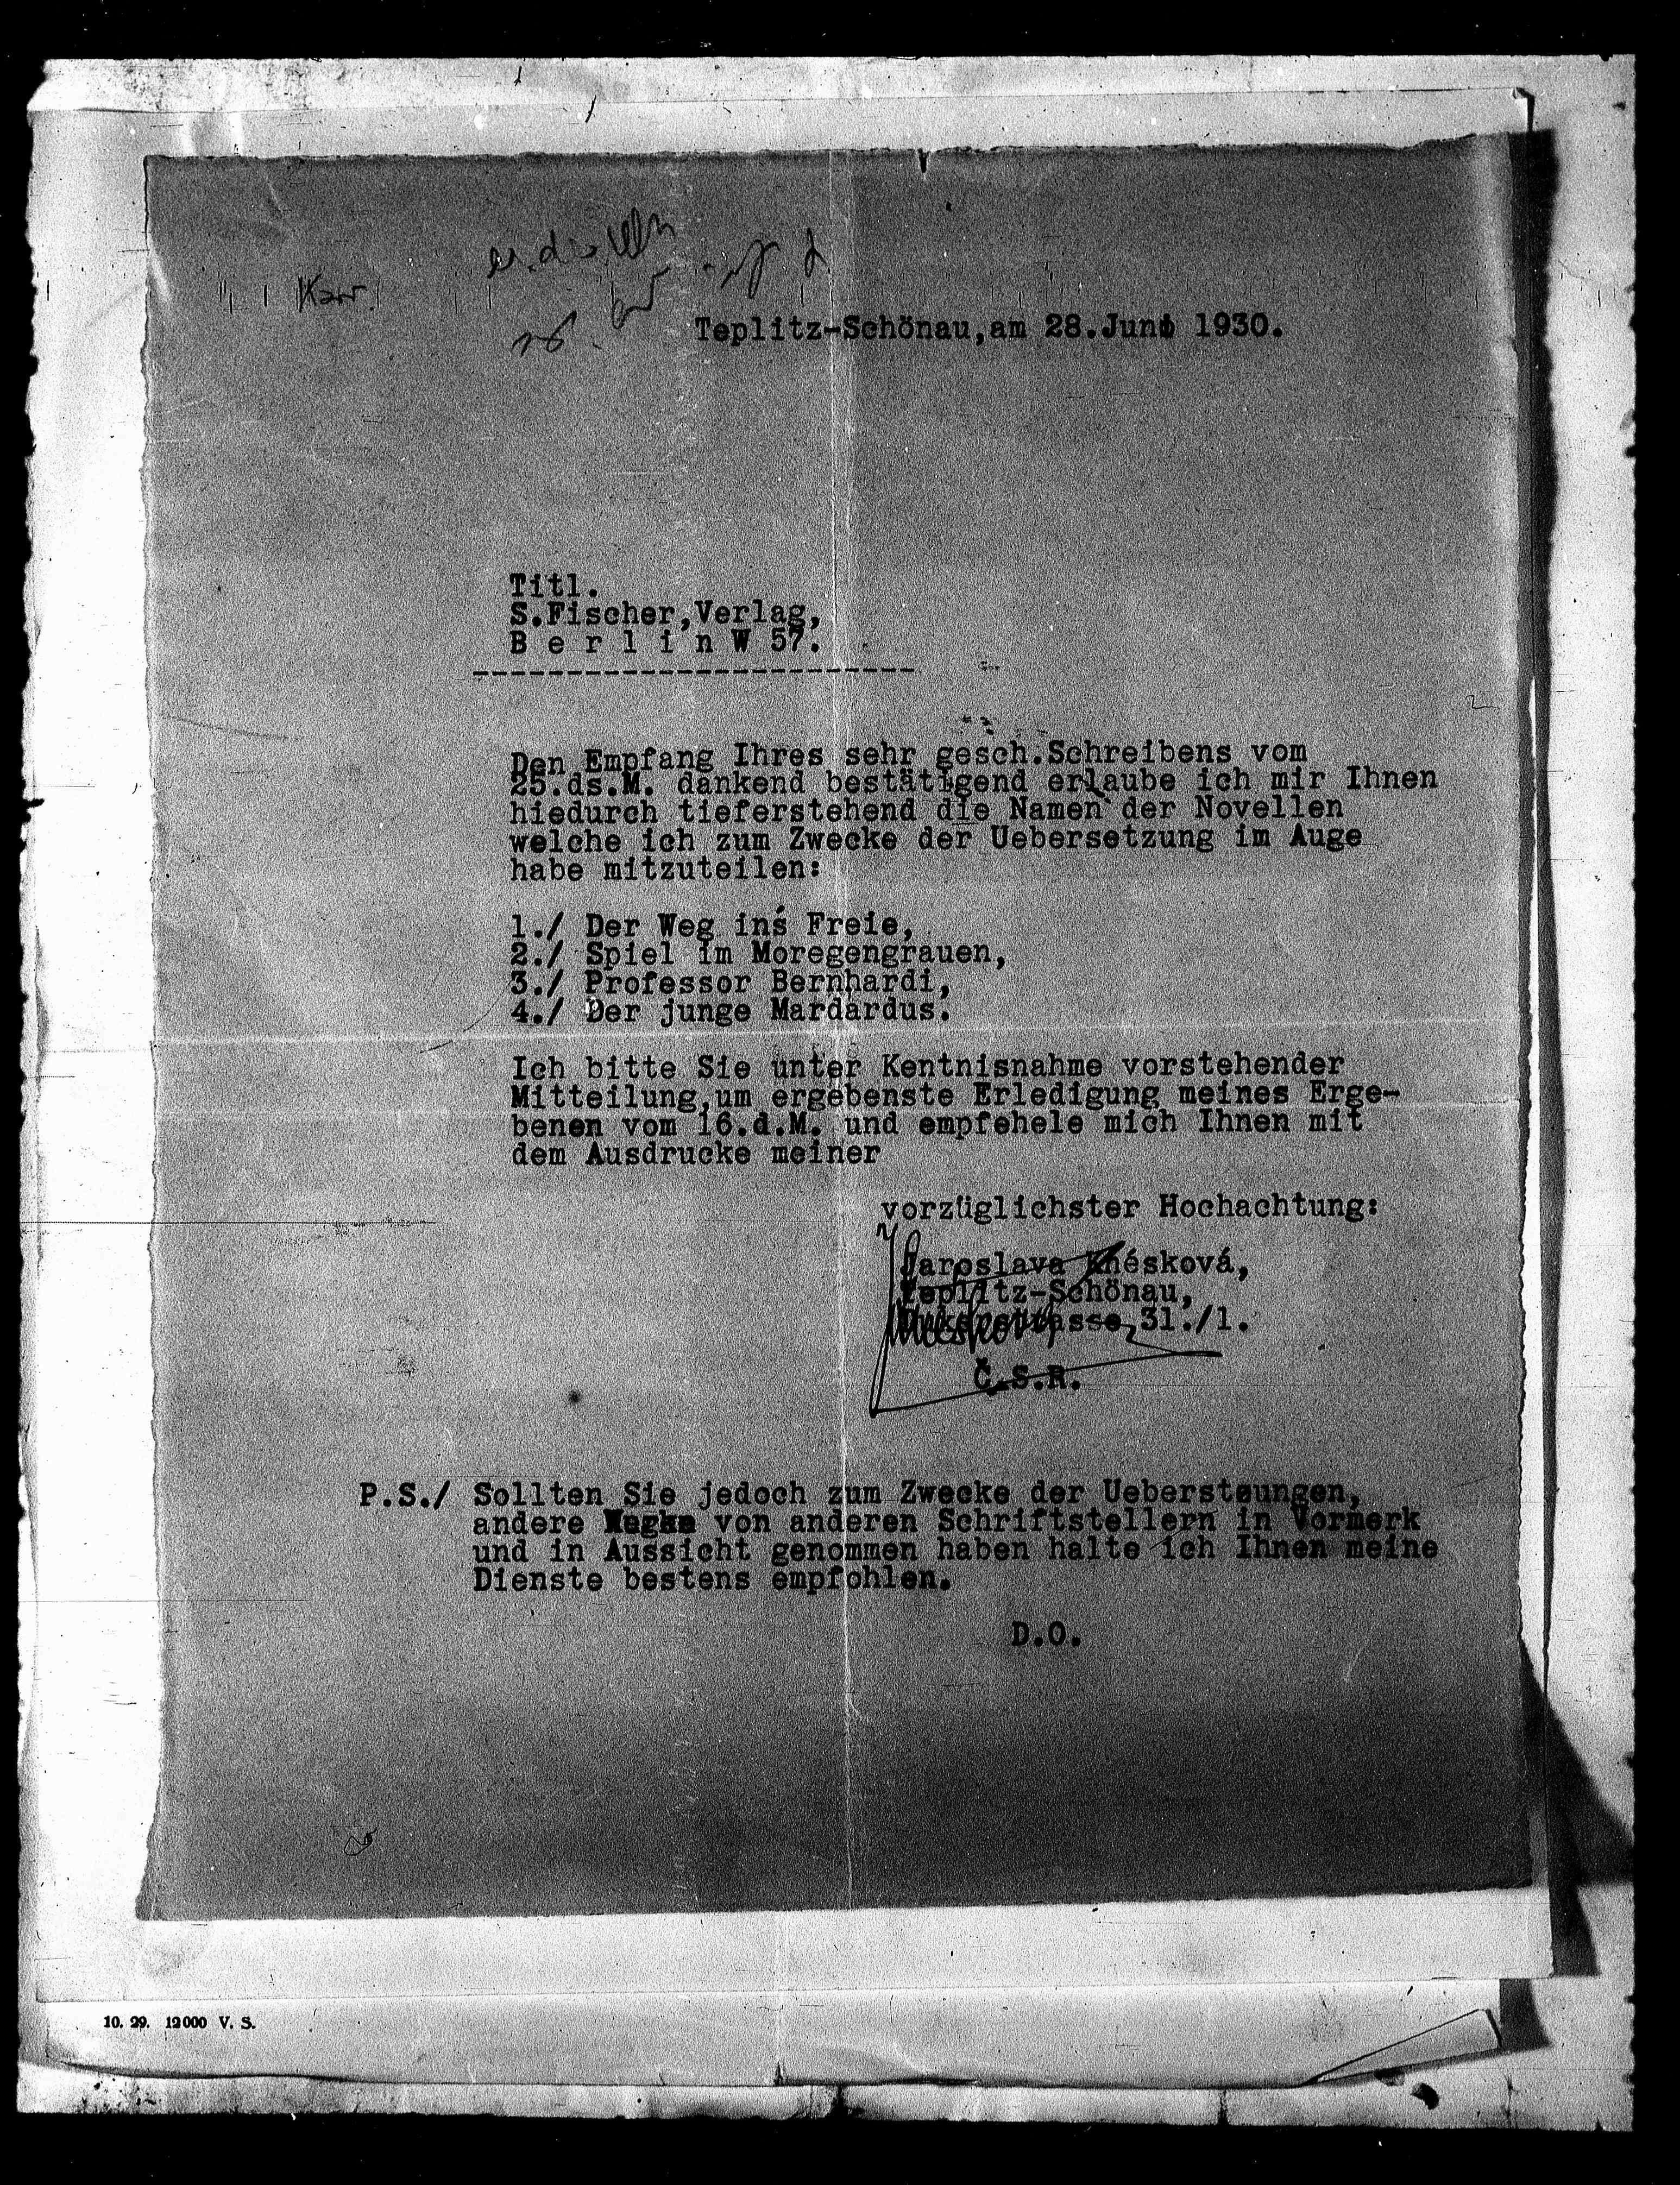 Kor.
Teplitz-Schönau,am 28.Juni 1930.
Titl.
S.Fischer,Verlag,
B e r l i n W 57.
------------------------
Den Empfang Ihres sehr gesch.Schreibens vom
25.ds.M. dankend bestätigend erlaube ich mir Ihnen
hiedurch tieferstehend die Namen der Novellen
welche ich zum Zwecke der Uebersetzung im Auge
habe mitzuteilen:
1./ Der Weg ins Freie,
2./ Spiel im Moregengrauen,
3./ Professor Bernhardi,
4./ Der junge Mardardus.
Ich bitte Sie unter Kentnisnahme vorstehender
Mitteilung,um ergebenste Erledigung meines Erge-
benen vom 16.d.M. und empfehele mich Ihnen mit
dem Ausdrucke meiner
vorzüglichster Hochachtung:
Jaroslava
Teplitz-Schönau,
31./1.
Č.S.R.
P.S./ Sollten Sie jedoch zum Zwecke der Ueberstzungen,
andere von anderen Schriftstellern in Vormerk
und in Aussicht genommen haben halte ich Ihnen meine
Dienste bestens empfohlen.
D.O.
10. 29. 12000 V. S.